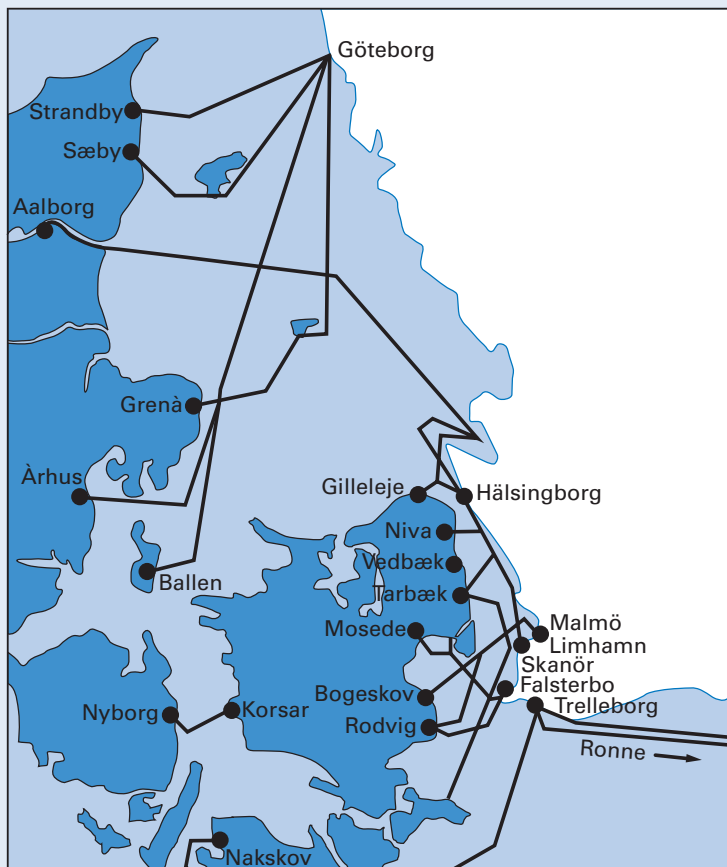 Göteborg
Strandby
Sæby
Aalborg
Grenà
Àrhus
Gilleleje
Hälsingborg
Niva
Vedbæk
Ballen
Tarbæk
Mosede
Malmö
Limhamn
Skanör
Falsterbo
Bogeskov
Trelleborg
Nyborg
Korsar
Rodvig
Ronne
Nakskov